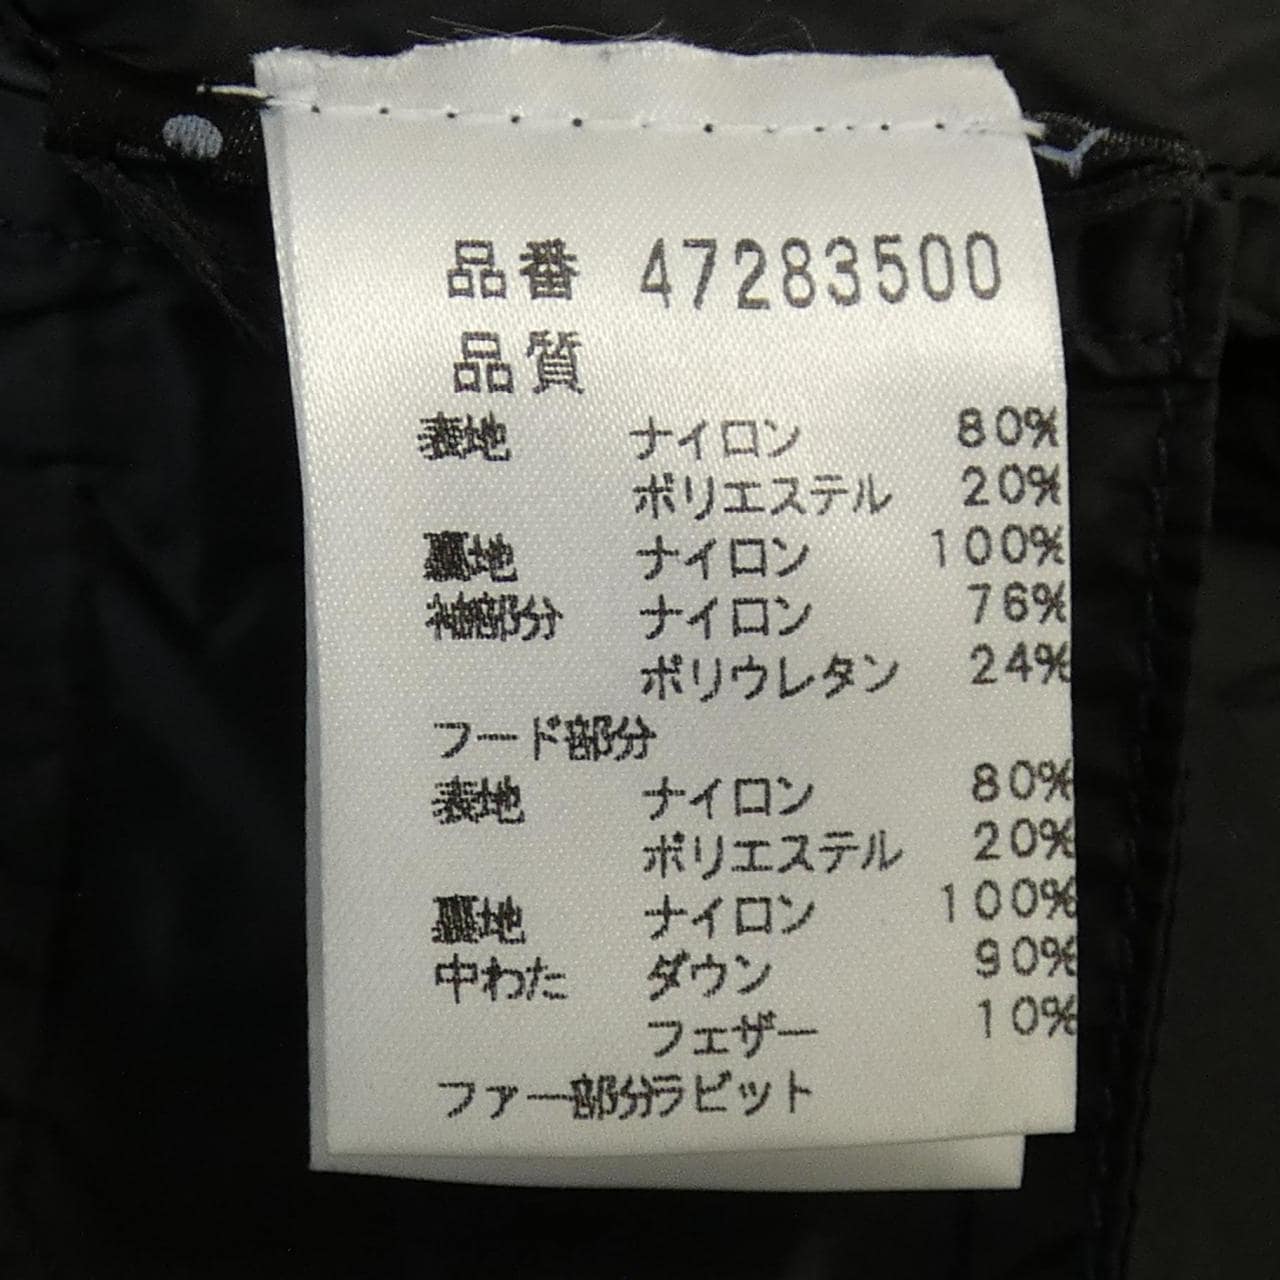 品番 47283500
品質
表地 ナイロン 80%
ポリエステル 20%
裏地 ナイロン 100%
袖部分 ナイロン 76%
ポリウレタン 24%
フード部分
表地 ナイロン 80%
ポリエステル 20%
裏地 ナイロン 100%
中わた ダウン 90%
フェザー 10%
ファー部分ラビット